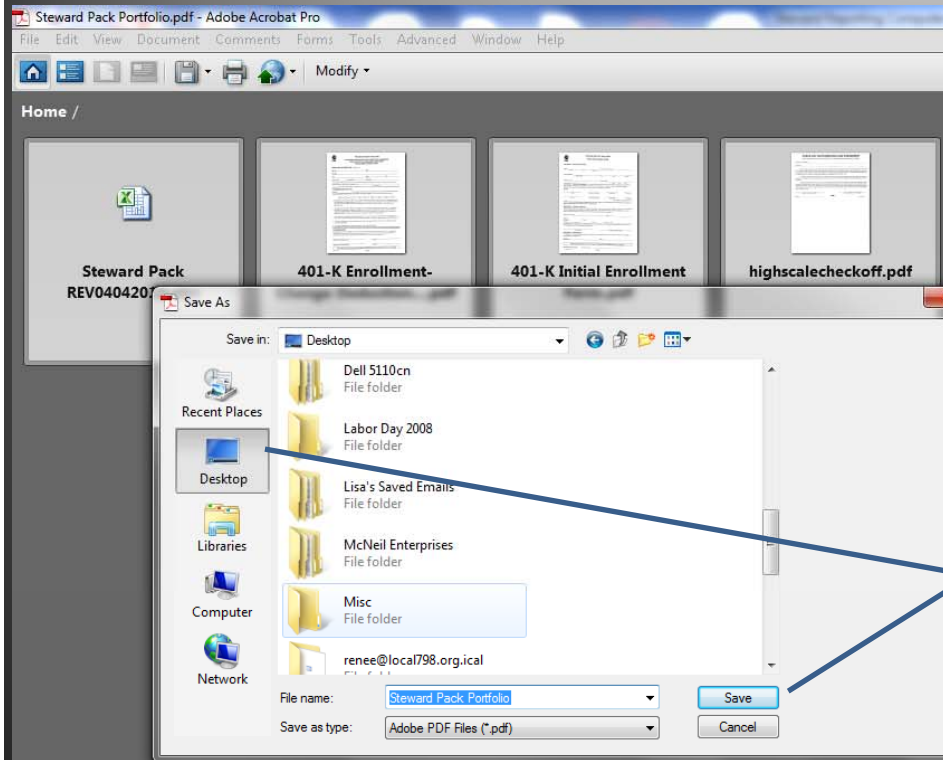 Steward Pack Portfolio.pdf - Adobe Acrobat Pro
File Edit View Document Comments Forms Tools Advanced Window Help
Modify
Home /
Steward Pack
REV0404201
401-K Enrollment-
401-K Initial Enrollment
highscalecheckoff.pdf
Save As
Save in: Desktop
Recent Places
Desktop
Libraries
Computer
Network
Dell 5110cn
File folder
Labor Day 2008
File folder
Lisa's Saved Emails
File folder
McNeil Enterprises
File folder
Misc
File folder
renee@local798.org.ical
File name: Steward Pack Portfolio
Save
Save as type: Adobe PDF Files (*.pdf)
Cancel